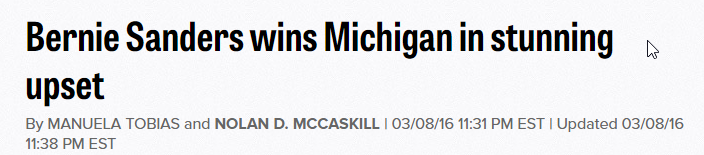 Bernie Sanders wins Michigan in stunning
upset
By MANUELA TOBIAS and NOLAN D. MCCASKILL | 03/08/16 11:31 PM EST | Updated 03/08/16
11:38 PM EST